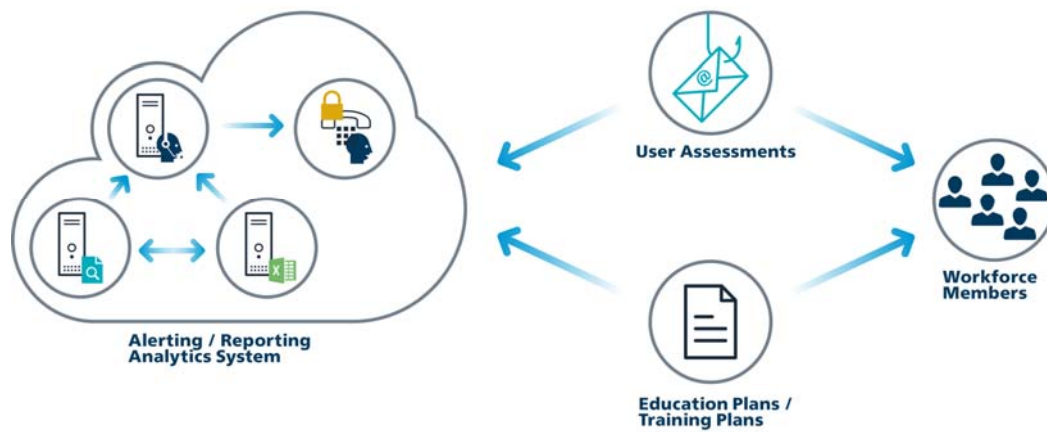 @
User Assessments
Workforce
Members
X
Alerting / Reporting
Analytics System
Education Plans /
Training Plans